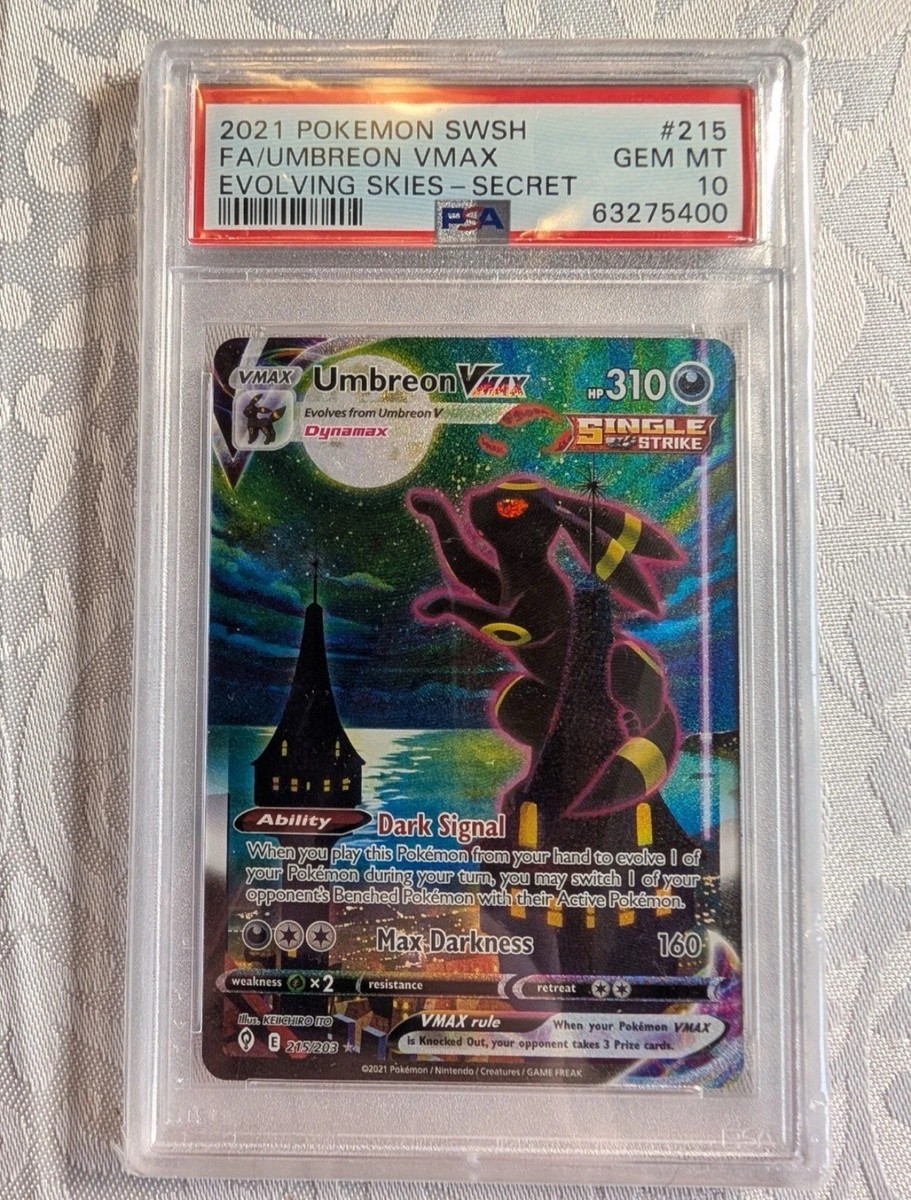 2021 POKEMON SWSH #215
FA/UMBREON VMAX GEM MT
EVOLVING SKIES – SECRET 10
63275400
PSA
VMAX
Umbreon VMAX
HP 310
Evolves from Umbreon V
Dynamax
SINGLE
STRIKE
Ability Dark Signal
When you play this Pokémon from your hand to evolve 1 of
your Pokémon during your turn, you may switch 1 of your
opponent's Benched Pokémon with their Active Pokémon.
Max Darkness 160
weakness ×2 resistance retreat
Illus. KEIICHIRO ITO
VMAX rule When your Pokémon VMAX
is Knocked Out, your opponent takes 3 Prize cards.
E 215/203
©2021 Pokémon / Nintendo / Creatures / GAME FREAK
PSA